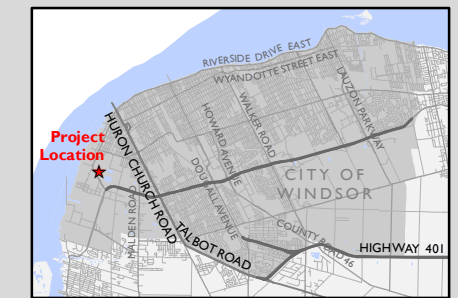 RIVERSIDE DRIVE EAST
WYANDOTTE STREET EAST
LAUZON PARKWAY
HURON CHURCH ROAD
HOWARD AVENUE
WALKER ROAD
Project
Location
DOUGALL AVENUE
CITY OF
WINDSOR
MALDEN ROAD
TALBOT ROAD
COUNTY ROAD 46
HIGHWAY 401